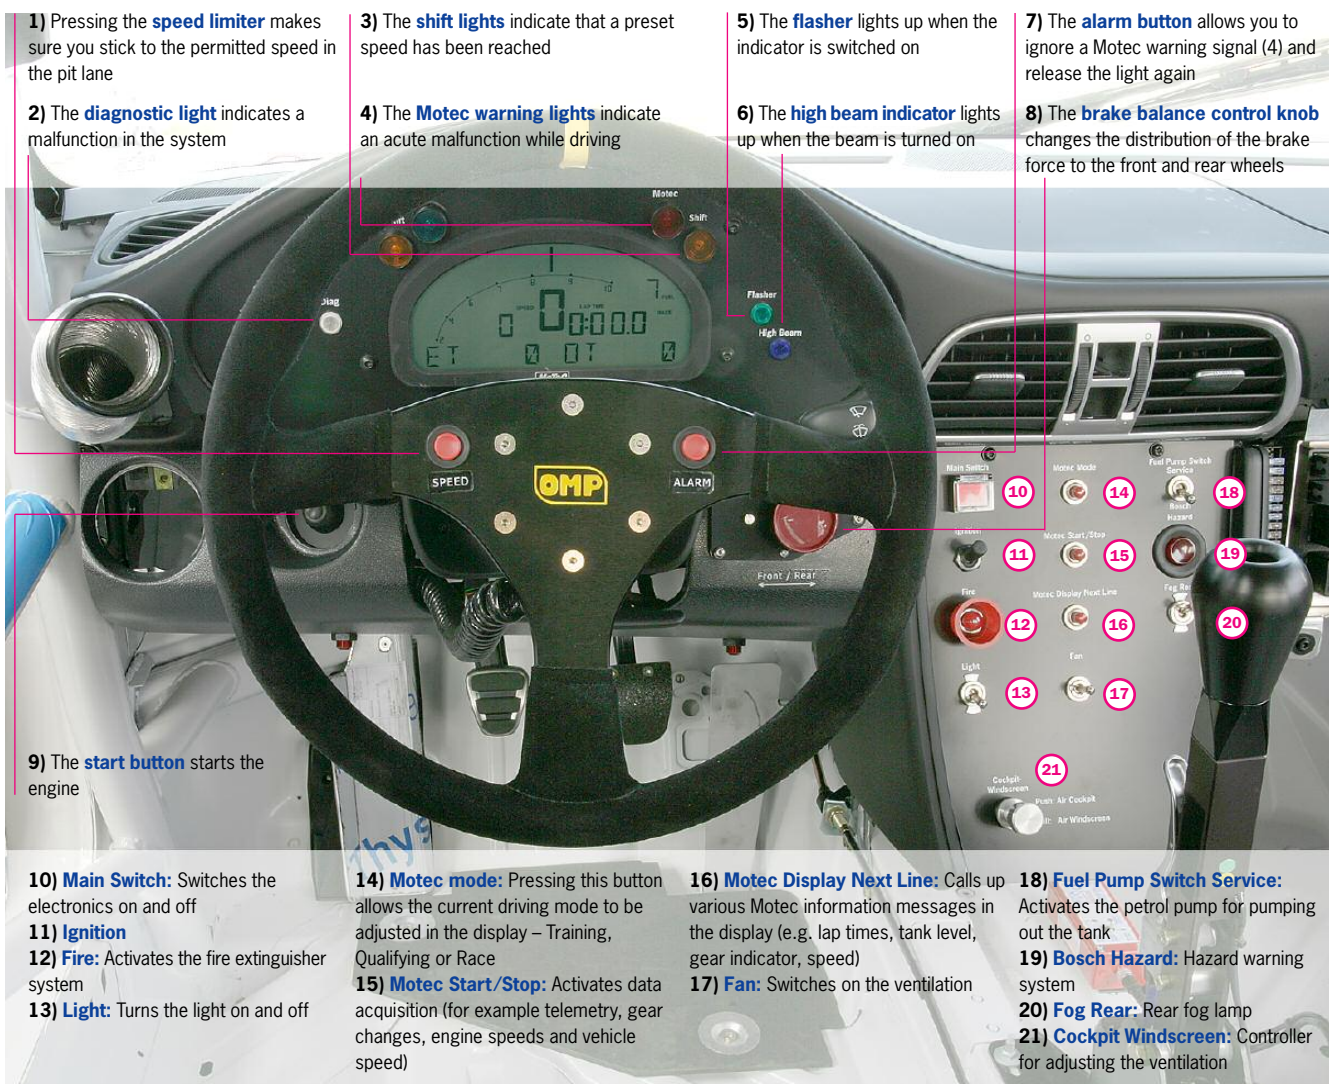 1) Pressing the speed limiter makes
sure you stick to the permitted speed in
the pit lane
2) The diagnostic light indicates a
malfunction in the system
3) The shift lights indicate that a preset
speed has been reached
4) The Motec warning lights indicate
an acute malfunction while driving
5) The flasher lights up when the
indicator is switched on
6) The high beam indicator lights
up when the beam is turned on
7) The alarm button allows you to
ignore a Motec warning signal (4) and
release the light again
8) The brake balance control knob
changes the distribution of the brake
force to the front and rear wheels
Motec
Shift
Diag
Flasher
High Beam
SPEED
LAP TIME
FUEL
0
0
0:00.0
7
ET
OT
MoTeC
SPEED
OMP
ALARM
Front / Rear
Main Switch
10
Motec Mode
14
Fuel Pump Switch
Service
18
Ignition
11
Motec Start/Stop
15
Bosch
Hazard
19
Fire
12
Motec Display Next Line
16
20
Light
13
Fan
17
21
Cockpit
Windscreen
Push: Air Cockpit
Air Windscreen
9) The start button starts the
engine
10) Main Switch: Switches the
electronics on and off
11) Ignition
12) Fire: Activates the fire extinguisher
system
13) Light: Turns the light on and off
14) Motec mode: Pressing this button
allows the current driving mode to be
adjusted in the display – Training,
Qualifying or Race
15) Motec Start/Stop: Activates data
acquisition (for example telemetry, gear
changes, engine speeds and vehicle
speed)
16) Motec Display Next Line: Calls up
various Motec information messages in
the display (e.g. lap times, tank level,
gear indicator, speed)
17) Fan: Switches on the ventilation
18) Fuel Pump Switch Service:
Activates the petrol pump for pumping
out the tank
19) Bosch Hazard: Hazard warning
system
20) Fog Rear: Rear fog lamp
21) Cockpit Windscreen: Controller
for adjusting the ventilation